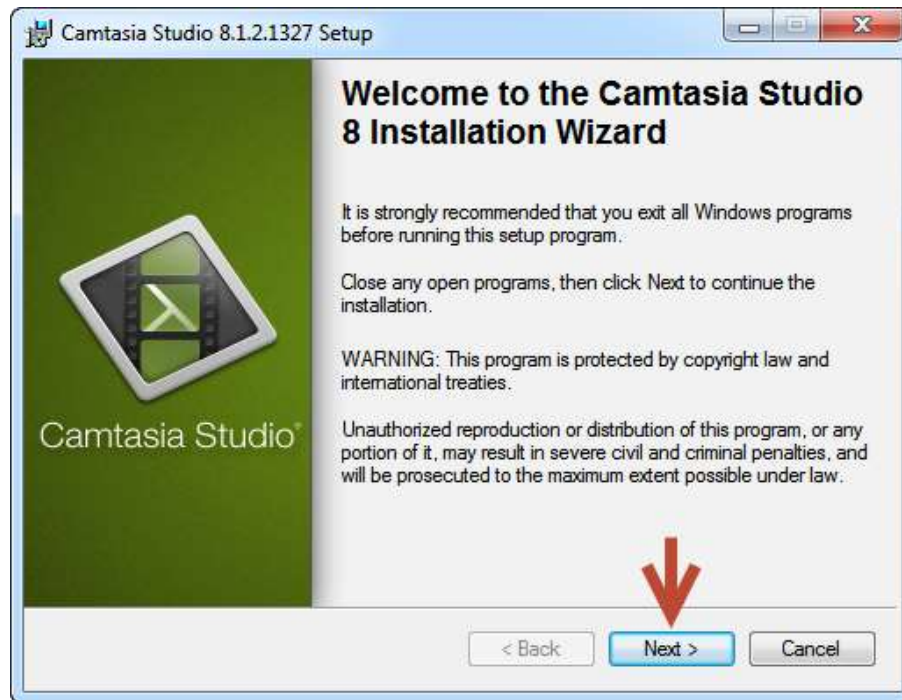 Camtasia Studio 8.1.2.1327 Setup
Welcome to the Camtasia Studio
8 Installation Wizard
It is strongly recommended that you exit all Windows programs
before running this setup program.
Close any open programs, then click Next to continue the
installation.
WARNING: This program is protected by copyright law and
international treaties.
Unauthorized reproduction or distribution of this program, or any
portion of it, may result in severe civil and criminal penalties, and
will be prosecuted to the maximum extent possible under law.
Camtasia Studio®
< Back Next > Cancel